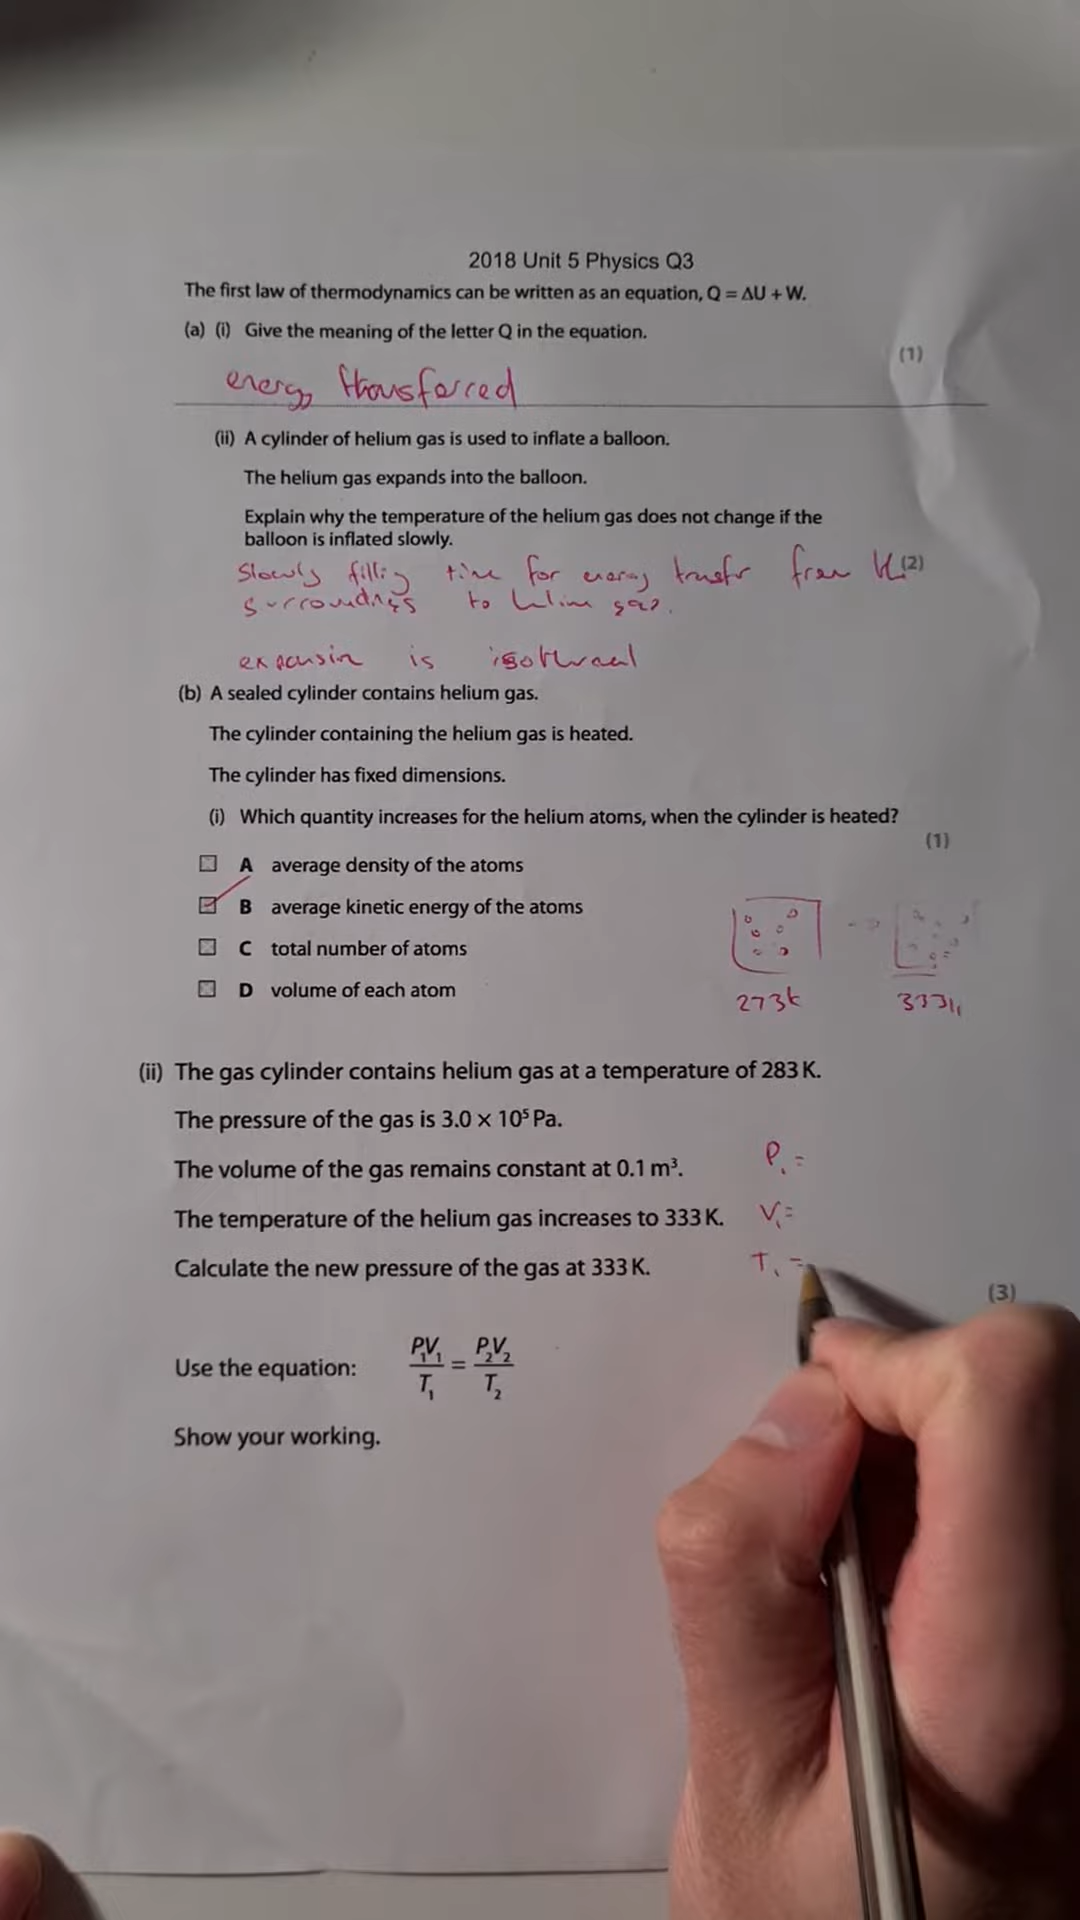 2018 Unit 5 Physics Q3
The first law of thermodynamics can be written as an equation, Q = ΔU + W.
(a) (i) Give the meaning of the letter Q in the equation.
(1)
energy transferred
(ii) A cylinder of helium gas is used to inflate a balloon.
The helium gas expands into the balloon.
Explain why the temperature of the helium gas does not change if the
balloon is inflated slowly.
(2)
Slowly filling time for energy transfer from
surroundings to helium gas.
expansion is isothermal
(b) A sealed cylinder contains helium gas.
The cylinder containing the helium gas is heated.
The cylinder has fixed dimensions.
(i) Which quantity increases for the helium atoms, when the cylinder is heated?
(1)
A average density of the atoms
B average kinetic energy of the atoms
C total number of atoms
D volume of each atom
273K 333K
(ii) The gas cylinder contains helium gas at a temperature of 283 K.
The pressure of the gas is 3.0 × 10⁵ Pa.
P₁ =
The volume of the gas remains constant at 0.1 m³.
The temperature of the helium gas increases to 333 K. V₁ =
Calculate the new pressure of the gas at 333 K. T₁ =
(3)
Use the equation: P₁V₁/T₁ = P₂V₂/T₂
Show your working.